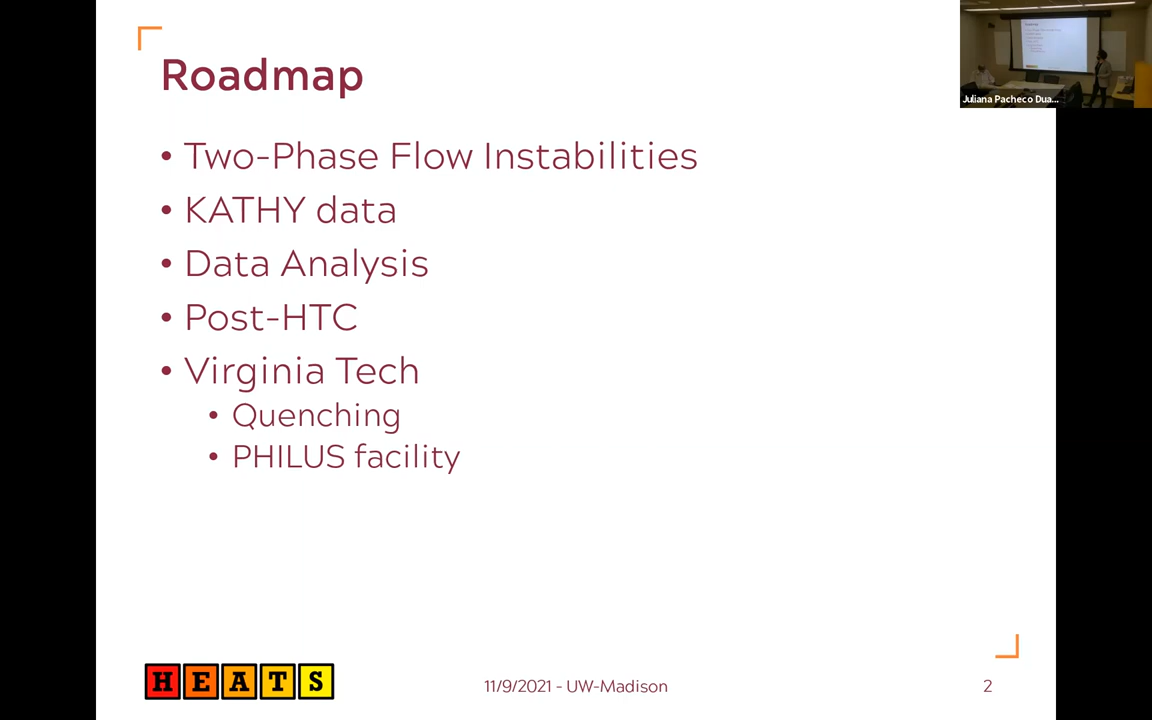 Roadmap
• Two-Phase Flow Instabilities
• KATHY data
• Data Analysis
• Post-HTC
• Virginia Tech
• Quenching
• PHILUS facility
HEATS
11/9/2021 - UW-Madison
2
Juliana Pacheco Dua...